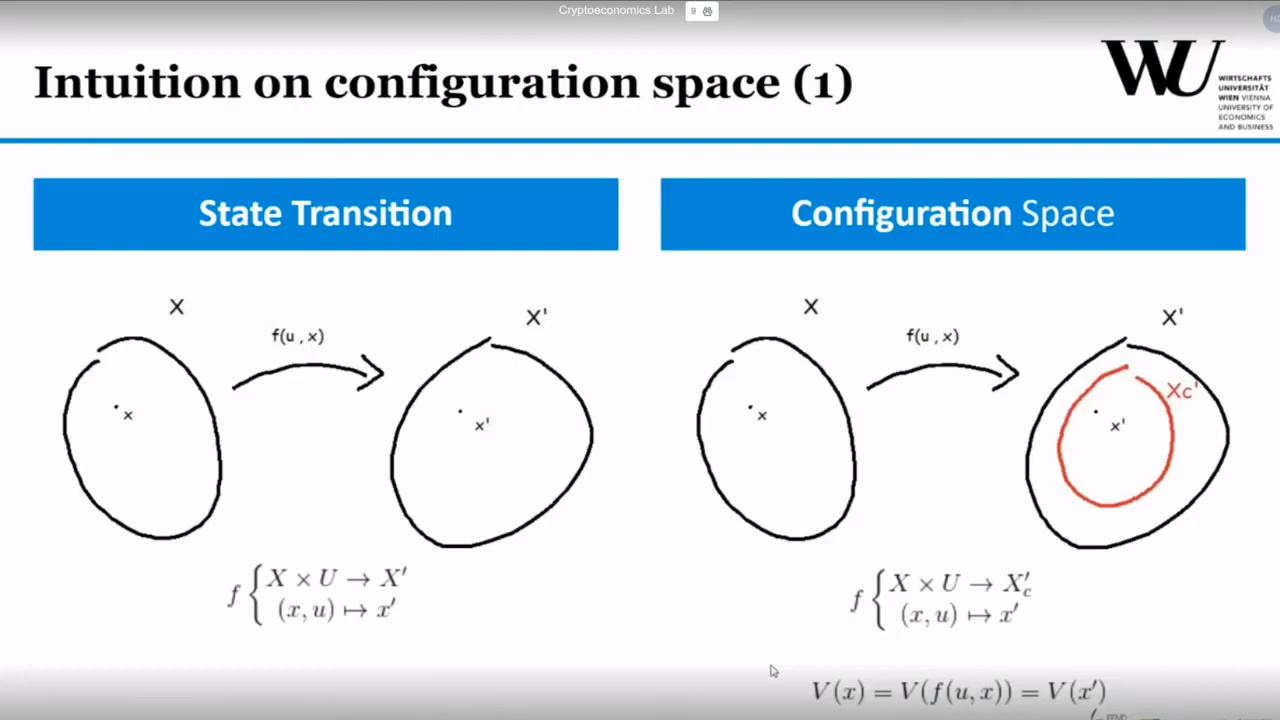 Cryptoeconomics Lab
9
Intuition on configuration space (1)
WU
WIRTSCHAFTS
UNIVERSITÄT
WIEN VIENNA
UNIVERSITY OF
ECONOMICS
AND BUSINESS
State Transition
X
f(u , x)
X'
x
x'
f { X × U → X′
(x, u) ↦ x′
Configuration Space
X
f(u , x)
X'
Xc'
x
x'
f { X × U → X′c
(x, u) ↦ x′
V(x) = V(f(u, x)) = V(x′)